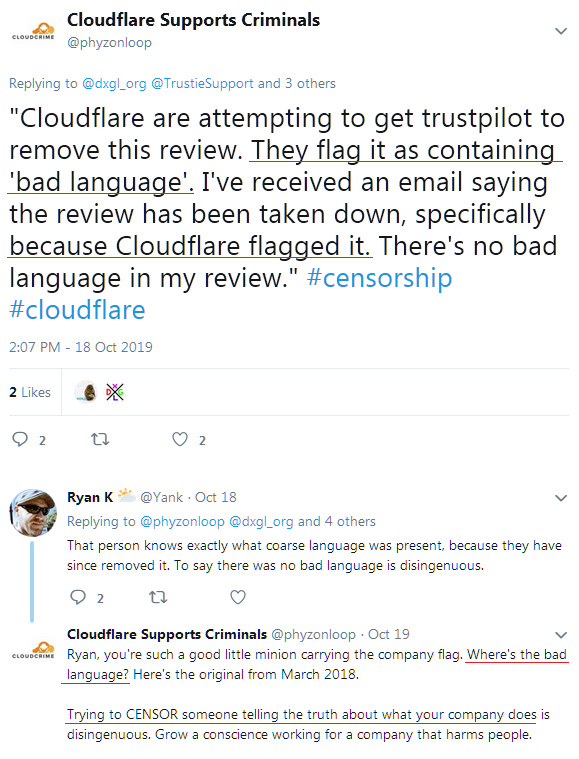 Cloudflare Supports Criminals
CLOUDCRIME
@phyzonloop
Replying to @dxgl_org @TrustieSupport and 3 others
"Cloudflare are attempting to get trustpilot to
remove this review. They flag it as containing
'bad language'. I've received an email saying
the review has been taken down, specifically
because Cloudflare flagged it. There's no bad
language in my review." #censorship
#cloudflare
2:07 PM - 18 Oct 2019
2 Likes
2 2
Ryan K @Yank · Oct 18
Replying to @phyzonloop @dxgl_org and 4 others
That person knows exactly what coarse language was present, because they have
since removed it. To say there was no bad language is disingenuous.
2
Cloudflare Supports Criminals @phyzonloop · Oct 19
CLOUDCRIME
Ryan, you're such a good little minion carrying the company flag. Where's the bad
language? Here's the original from March 2018.
Trying to CENSOR someone telling the truth about what your company does is
disingenuous. Grow a conscience working for a company that harms people.